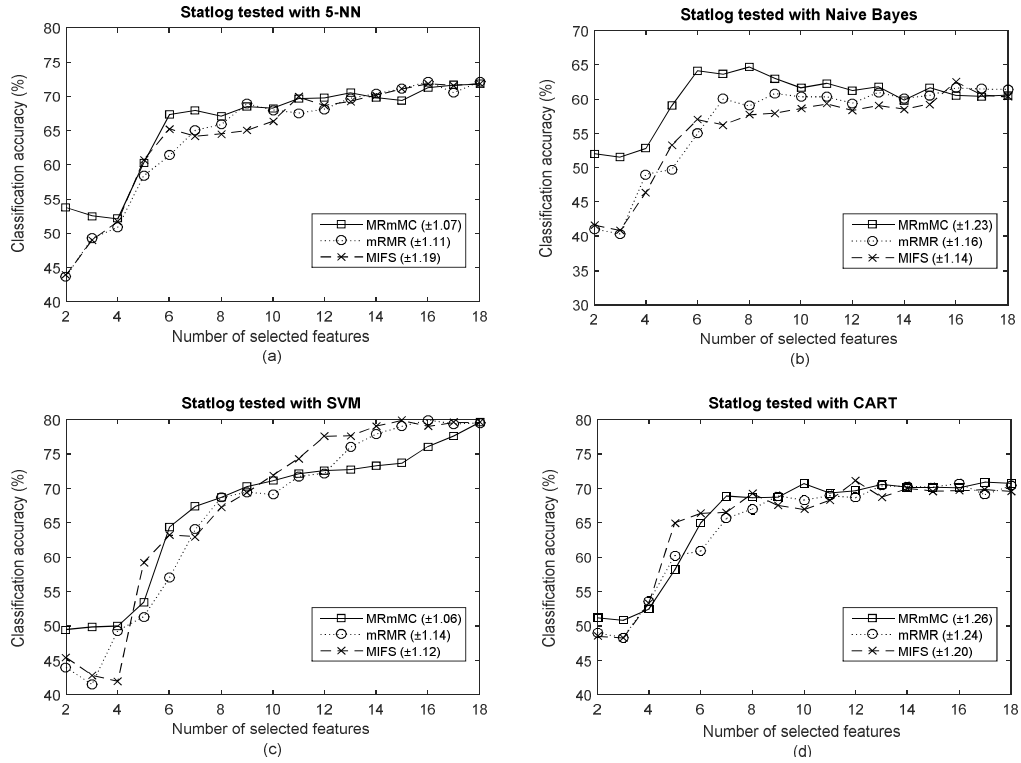 Statlog tested with 5-NN
Classification accuracy (%)
80
75
70
65
60
55
50
45
40
MRmMC (±1.07)
mRMR (±1.11)
MIFS (±1.19)
2 4 6 8 10 12 14 16 18
Number of selected features
(a)
Statlog tested with Naive Bayes
Classification accuracy (%)
70
65
60
55
50
45
40
35
30
MRmMC (±1.23)
mRMR (±1.16)
MIFS (±1.14)
2 4 6 8 10 12 14 16 18
Number of selected features
(b)
Statlog tested with SVM
Classification accuracy (%)
80
75
70
65
60
55
50
45
40
MRmMC (±1.06)
mRMR (±1.14)
MIFS (±1.12)
2 4 6 8 10 12 14 16 18
Number of selected features
(c)
Statlog tested with CART
Classification accuracy (%)
80
75
70
65
60
55
50
45
40
MRmMC (±1.26)
mRMR (±1.24)
MIFS (±1.20)
2 4 6 8 10 12 14 16 18
Number of selected features
(d)